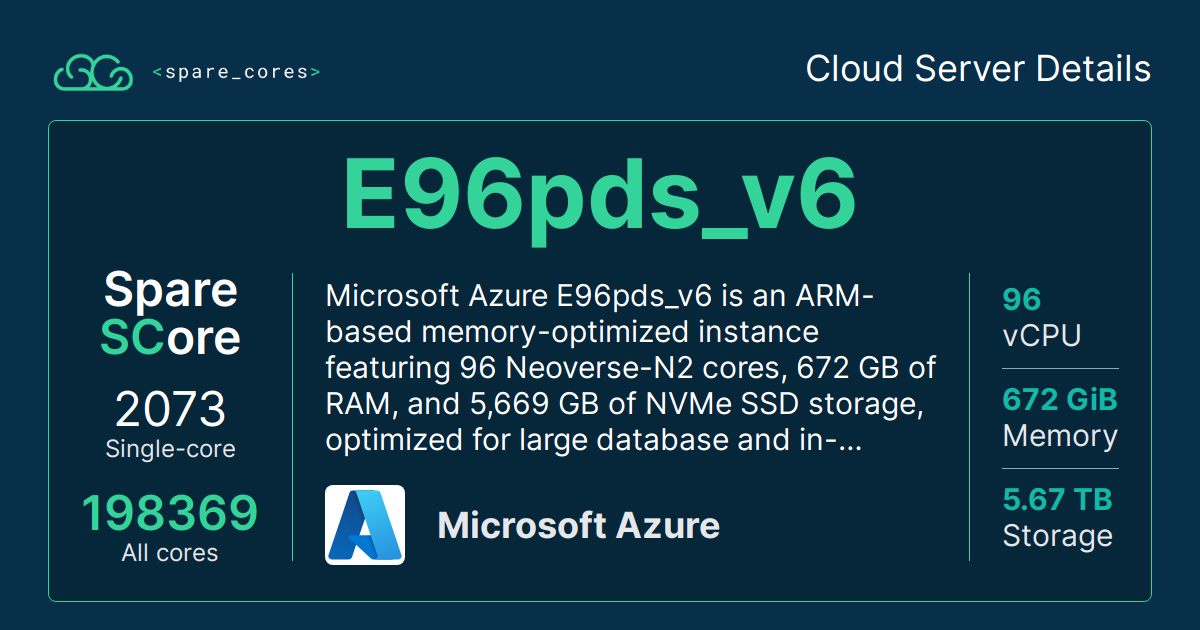 <spare_cores>
Cloud Server Details
E96pds_v6
Spare
SCore
2073
Single-core
198369
All cores
Microsoft Azure E96pds_v6 is an ARM-
based memory-optimized instance
featuring 96 Neoverse-N2 cores, 672 GB of
RAM, and 5,669 GB of NVMe SSD storage,
optimized for large database and in-...
Microsoft Azure
96
vCPU
672 GiB
Memory
5.67 TB
Storage